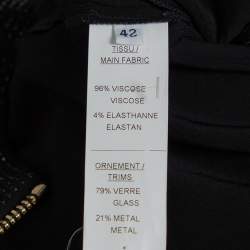 42
TISSU /
MAIN FABRIC
96% VISCOSE
VISCOSE
4% ELASTHANNE
ELASTAN
ORNEMENT /
TRIMS
79% VERRE
GLASS
21% METAL
METAL